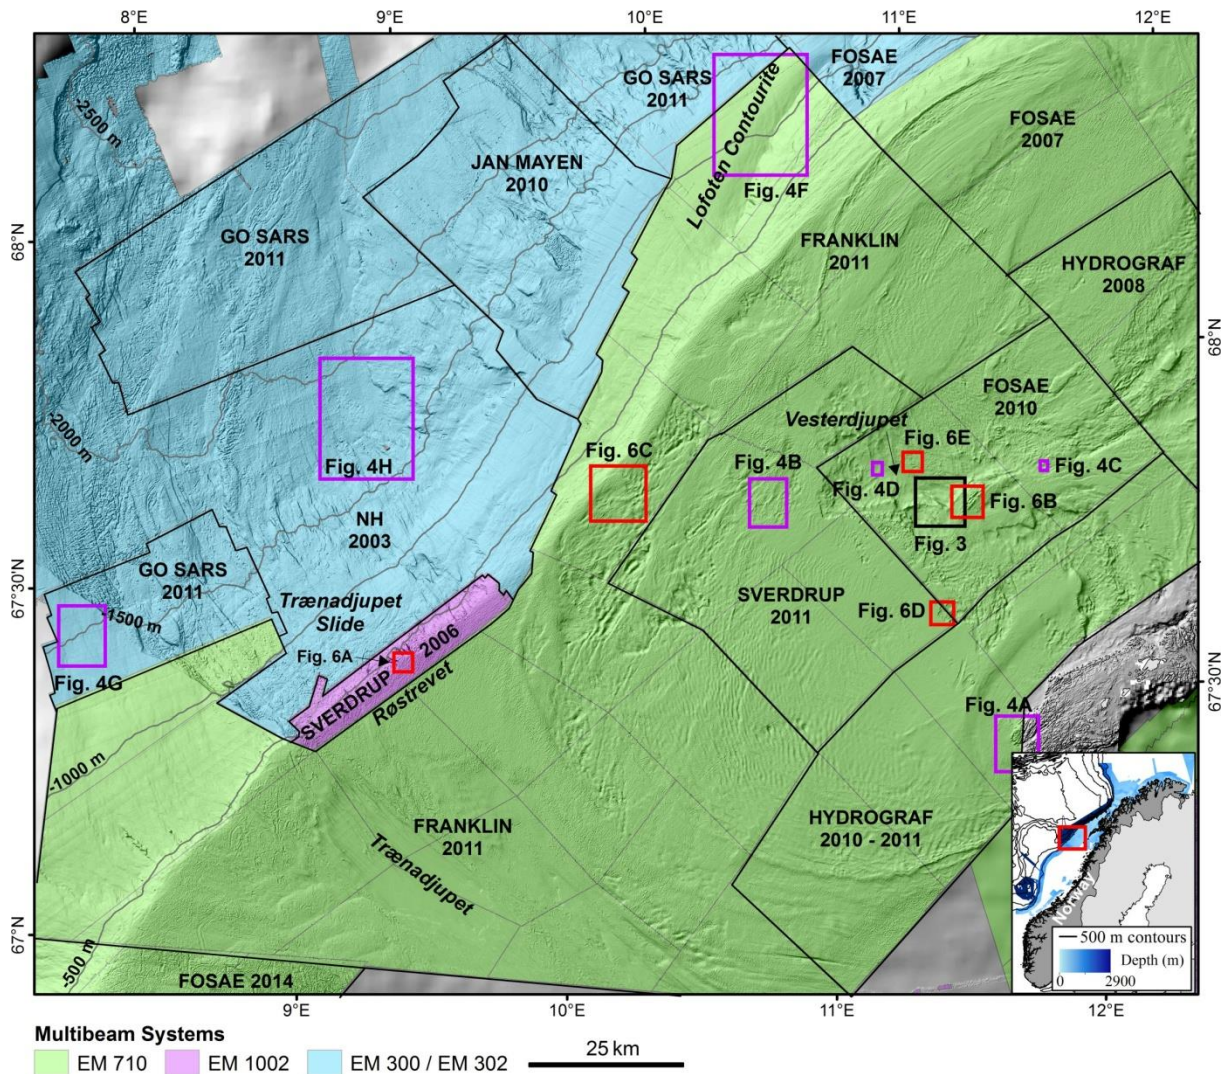 8°E 9°E 10°E 11°E 12°E
-2500 m
GO SARS
2011
FOSAE
2007
Lofoten Contourite
FOSAE
2007
JAN MAYEN
2010
Fig. 4F
GO SARS
2011
68°N
FRANKLIN
2011
HYDROGRAF
2008
68°N
-2000 m
FOSAE
2010
Vesterdjupet
Fig. 6C
Fig. 6E
Fig. 4H
Fig. 4B
Fig. 4D
Fig. 4C
Fig. 6B
NH
2003
Fig. 3
GO SARS
2011
67°30'N
-1500 m
Trænadjupet
Slide
SVERDRUP
2011
Fig. 6D
Fig. 6A
SVERDRUP 2006
Røstrevet
Fig. 4G
67°30'N
Fig. 4A
-1000 m
FRANKLIN
2011
HYDROGRAF
2010 - 2011
Trænadjupet
Norway
67°N
-500 m
500 m contours
Depth (m)
0 2900
FOSAE 2014
9°E 10°E 11°E 12°E
Multibeam Systems
EM 710 EM 1002 EM 300 / EM 302
25 km